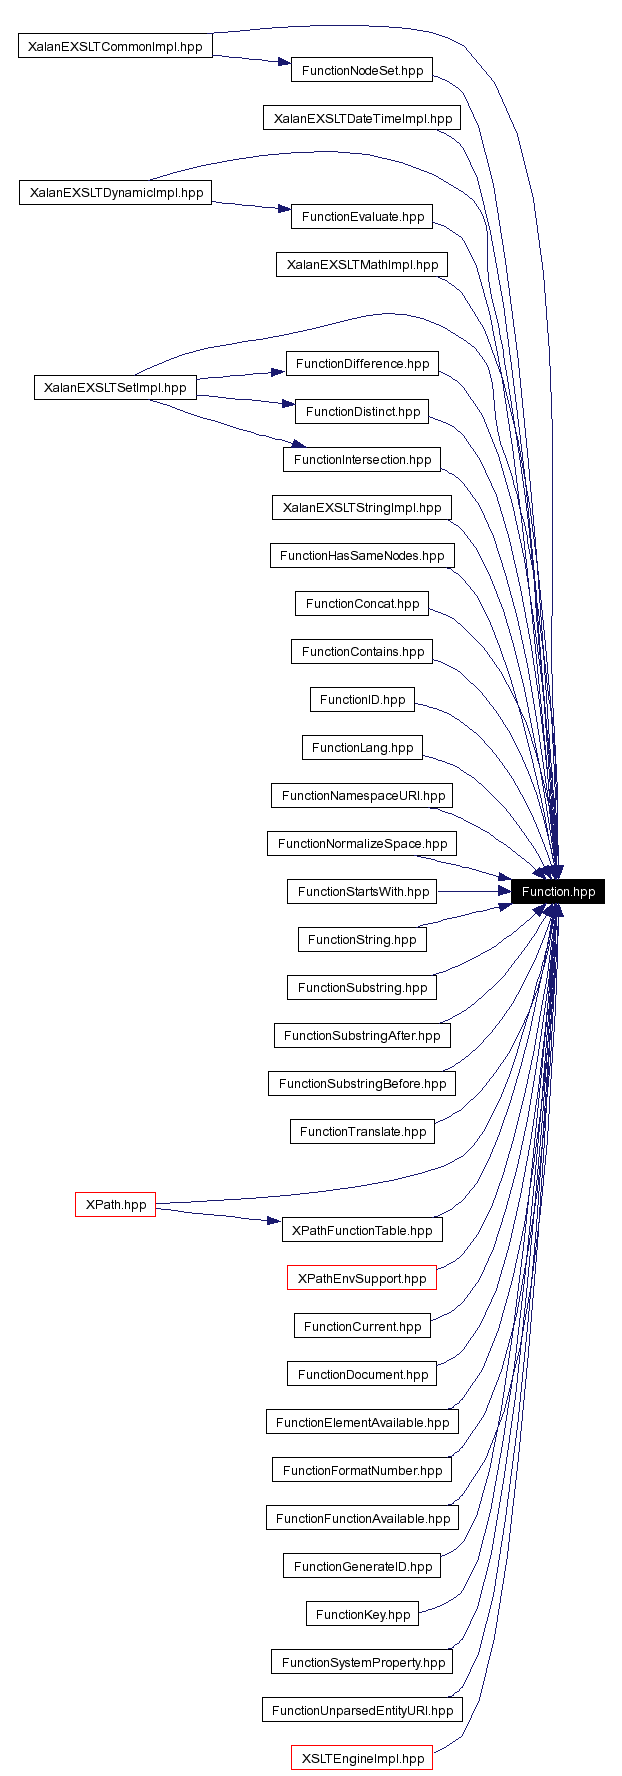 XalanEXSLTCommonImpl.hpp
FunctionNodeSet.hpp
XalanEXSLTDateTimeImpl.hpp
XalanEXSLTDynamicImpl.hpp
FunctionEvaluate.hpp
XalanEXSLTMathImpl.hpp
FunctionDifference.hpp
XalanEXSLTSetImpl.hpp
FunctionDistinct.hpp
FunctionIntersection.hpp
XalanEXSLTStringImpl.hpp
FunctionHasSameNodes.hpp
FunctionConcat.hpp
FunctionContains.hpp
FunctionID.hpp
FunctionLang.hpp
FunctionNamespaceURI.hpp
FunctionNormalizeSpace.hpp
FunctionStartsWith.hpp
Function.hpp
FunctionString.hpp
FunctionSubstring.hpp
FunctionSubstringAfter.hpp
FunctionSubstringBefore.hpp
FunctionTranslate.hpp
XPath.hpp
XPathFunctionTable.hpp
XPathEnvSupport.hpp
FunctionCurrent.hpp
FunctionDocument.hpp
FunctionElementAvailable.hpp
FunctionFormatNumber.hpp
FunctionFunctionAvailable.hpp
FunctionGenerateID.hpp
FunctionKey.hpp
FunctionSystemProperty.hpp
FunctionUnparsedEntityURI.hpp
XSLTEngineImpl.hpp